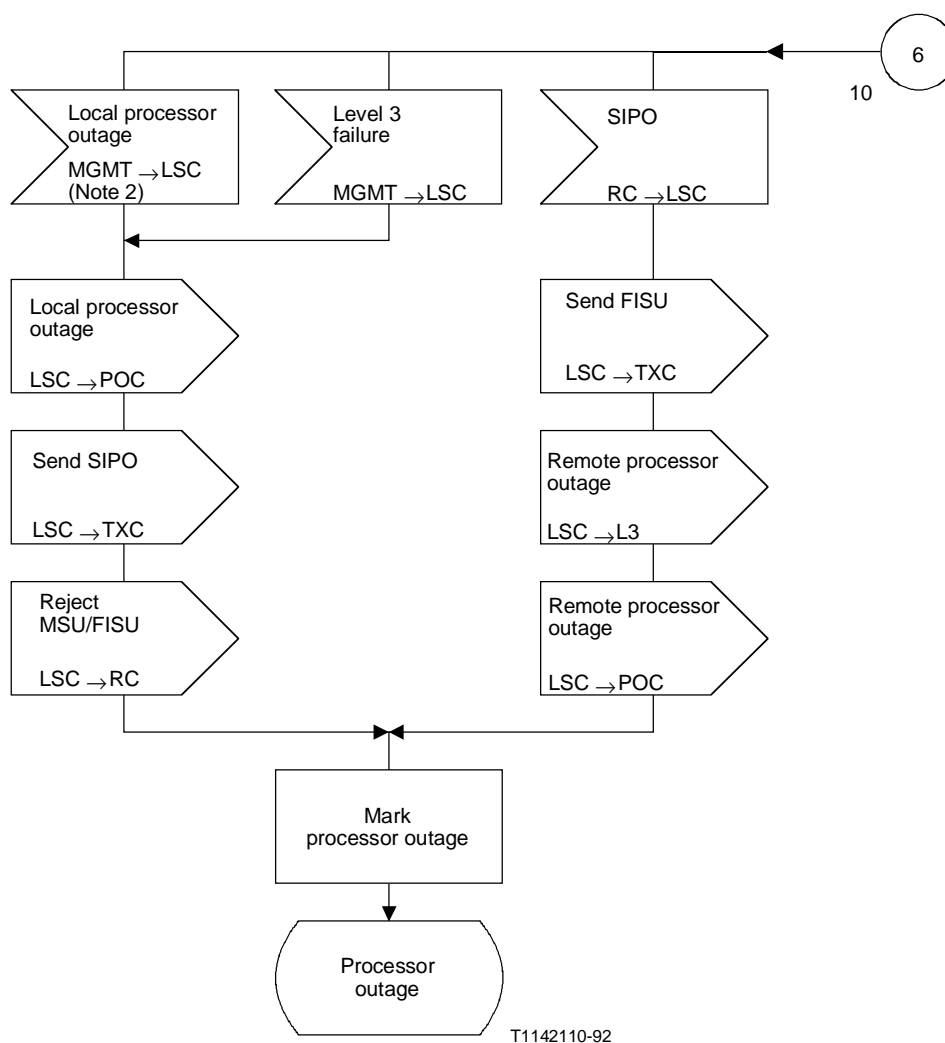 6
10
Local processor
outage
MGMT →LSC
(Note 2)
Level 3
failure
MGMT →LSC
SIPO
RC →LSC
Local processor
outage
LSC →POC
Send FISU
LSC →TXC
Send SIPO
LSC →TXC
Remote processor
outage
LSC →L3
Reject
MSU/FISU
LSC →RC
Remote processor
outage
LSC →POC
Mark
processor outage
Processor
outage
T1142110-92